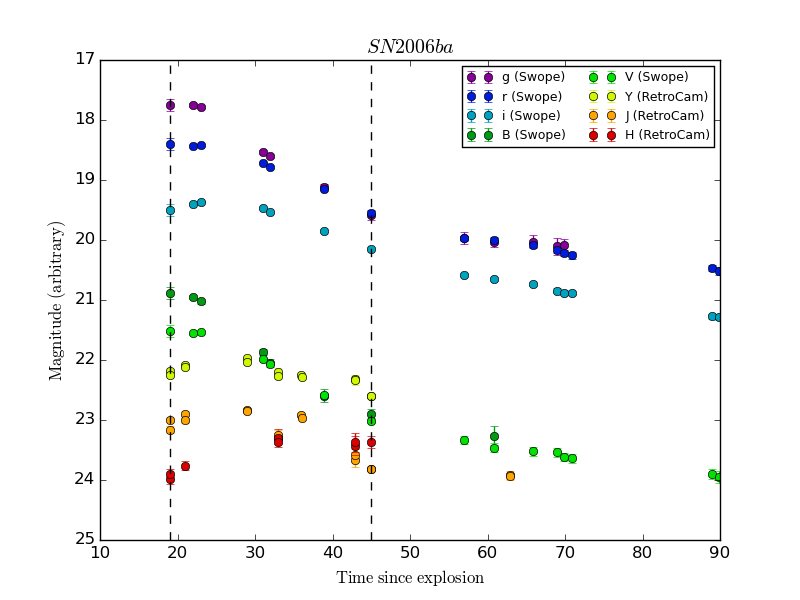 SN2006ba
17
18
19
20
21
22
23
24
25
Magnitude (arbitrary)
g (Swope)
r (Swope)
i (Swope)
B (Swope)
V (Swope)
Y (RetroCam)
J (RetroCam)
H (RetroCam)
10 20 30 40 50 60 70 80 90
Time since explosion